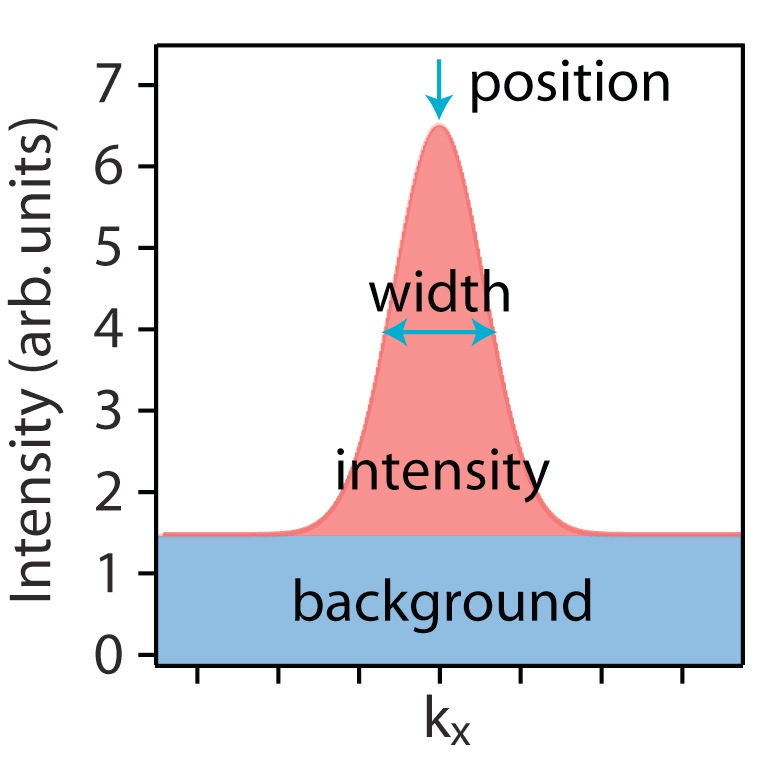 Intensity (arb. units)
7
6
5
4
3
2
1
0
position
width
intensity
background
kx